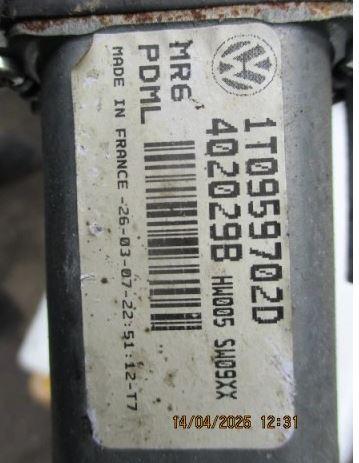 1T0959702D
402029B HW005 SW09XX
MR6
PDML
MADE IN FRANCE -26-03-07-22:51:12-T7
14/04/2025 12:31